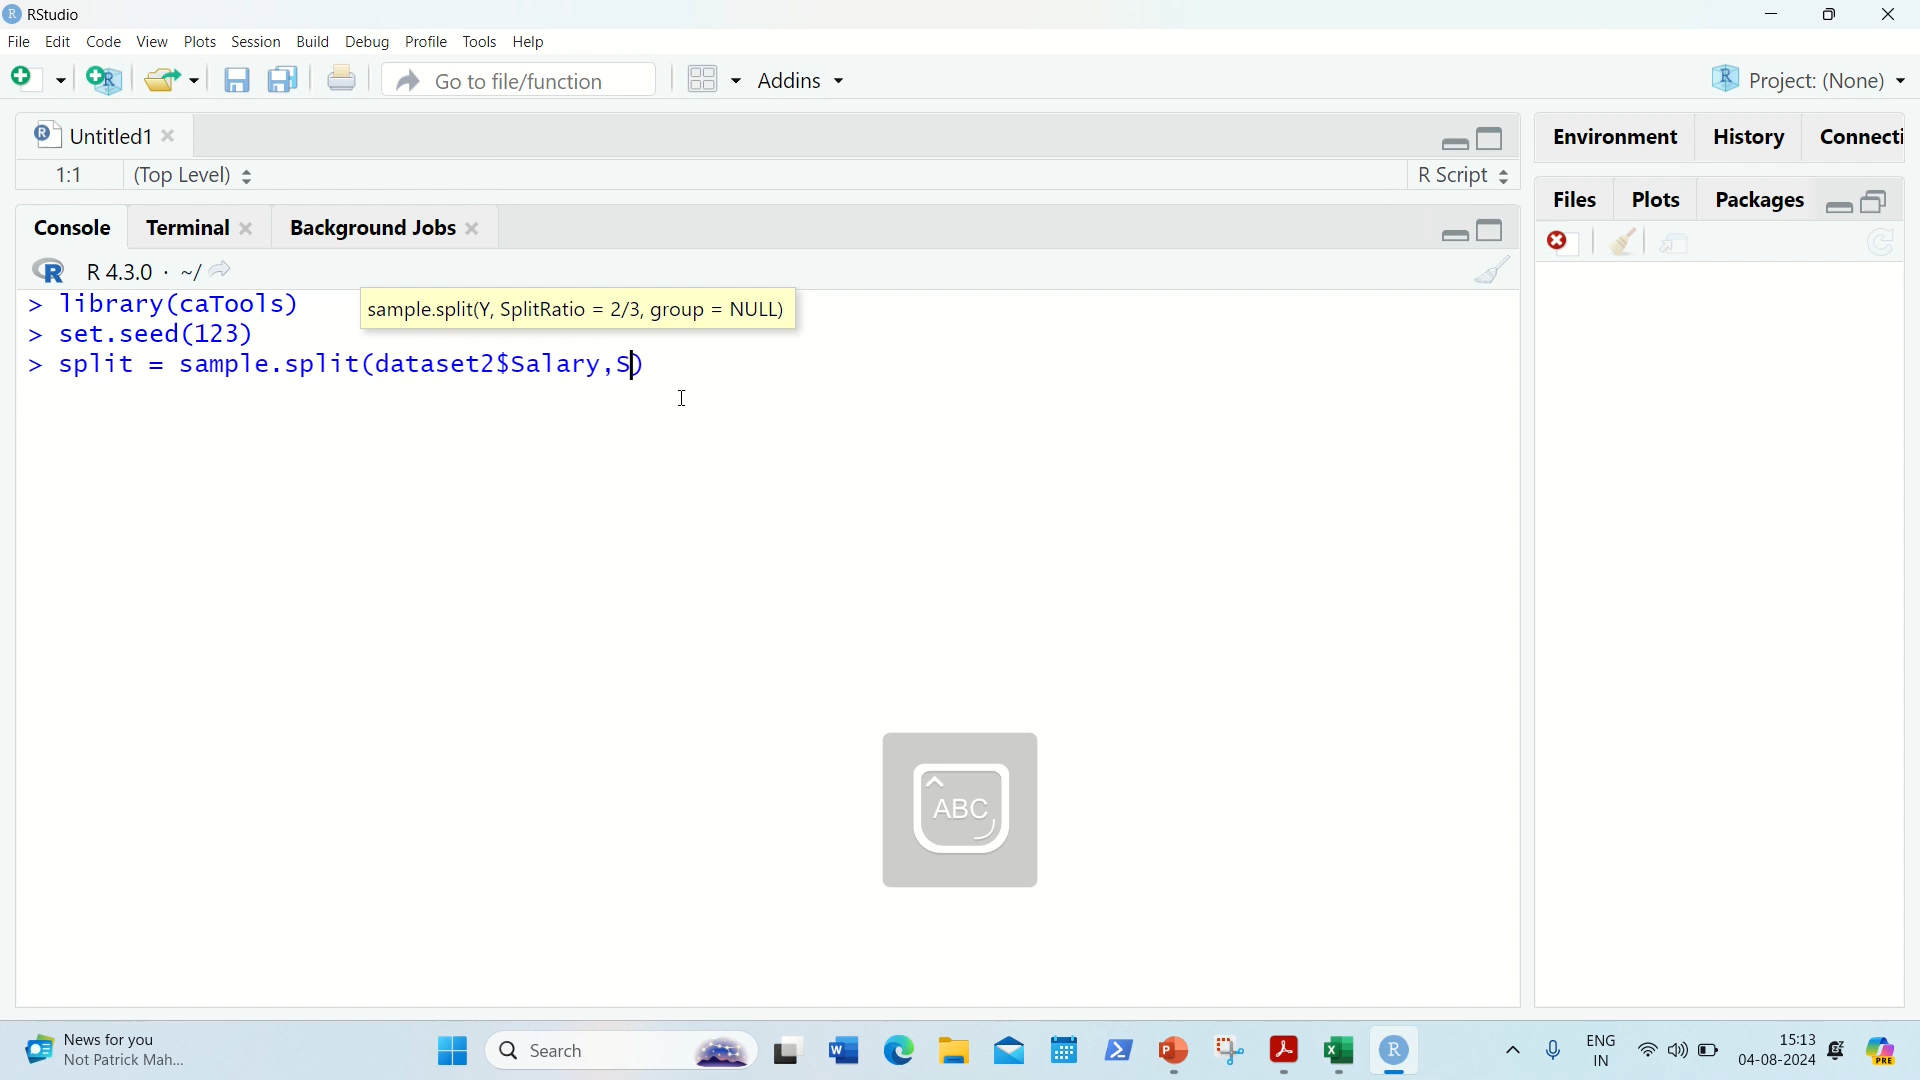 RStudio
File Edit Code View Plots Session Build Debug Profile Tools Help
Go to file/function Addins Project: (None)
Untitled1 Environment History Connecti
1:1 (Top Level) R Script
Files Plots Packages
Console Terminal Background Jobs
R 4.3.0 · ~/
> library(caTools)
sample.split(Y, SplitRatio = 2/3, group = NULL)
> set.seed(123)
> split = sample.split(dataset2$Salary,S)
ABC
News for you
Not Patrick Mah...
Search
ENG
IN
15:13
04-08-2024
PRE